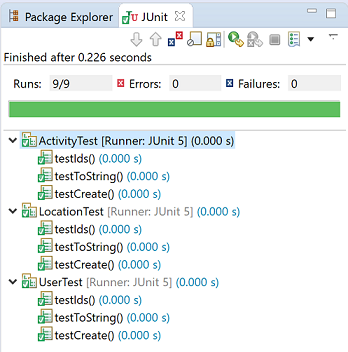 Package Explorer JUnit
Finished after 0.226 seconds
Runs: 9/9 Errors: 0 Failures: 0
ActivityTest [Runner: JUnit 5] (0.000 s)
testIds() (0.000 s)
testToString() (0.000 s)
testCreate() (0.000 s)
LocationTest [Runner: JUnit 5] (0.000 s)
testIds() (0.000 s)
testToString() (0.000 s)
testCreate() (0.000 s)
UserTest [Runner: JUnit 5] (0.000 s)
testIds() (0.000 s)
testToString() (0.000 s)
testCreate() (0.000 s)